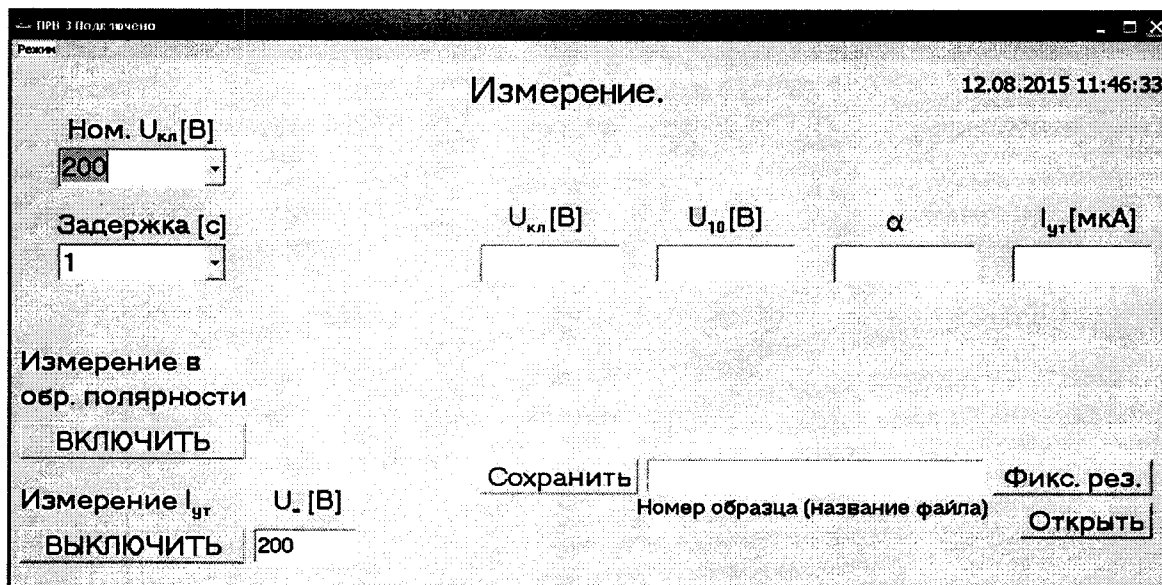 ПРВ-3 Подключено
Режим
Измерение.
12.08.2015 11:46:33
Ном. Uкл[В]
200
Задержка [с]
1
Uкл[В] U10[В] α Iут[мкА]
Измерение в
обр. полярности
ВКЛЮЧИТЬ
Сохранить Фикс. рез.
Номер образца (название файла)
Измерение Iут U=[В]
ВЫКЛЮЧИТЬ 200
Открыть